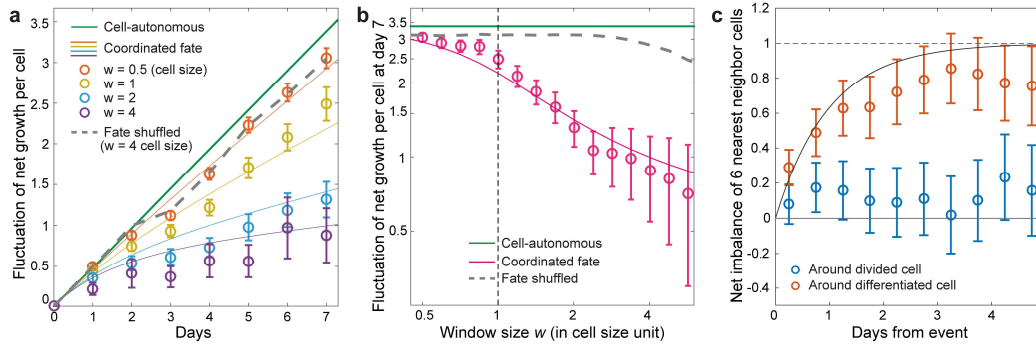 a
Fluctuation of net growth per cell
3.5
3
2.5
2
1.5
1
0.5
0
0 1 2 3 4 5 6 7
Days
Cell-autonomous
Coordinated fate
w = 0.5 (cell size)
w = 1
w = 2
w = 4
Fate shuffled
(w = 4 cell size)
b
Fluctuation of net growth per cell at day 7
3.5
3
2.5
2
1.5
1
0.5
0.5 1 2 4
Window size w (in cell size unit)
Cell-autonomous
Coordinated fate
Fate shuffled
c
Net imbalance of 6 nearest neighbor cells
1.2
1
0.8
0.6
0.4
0.2
0
-0.2
-0.4
0 1 2 3 4
Days from event
Around divided cell
Around differentiated cell